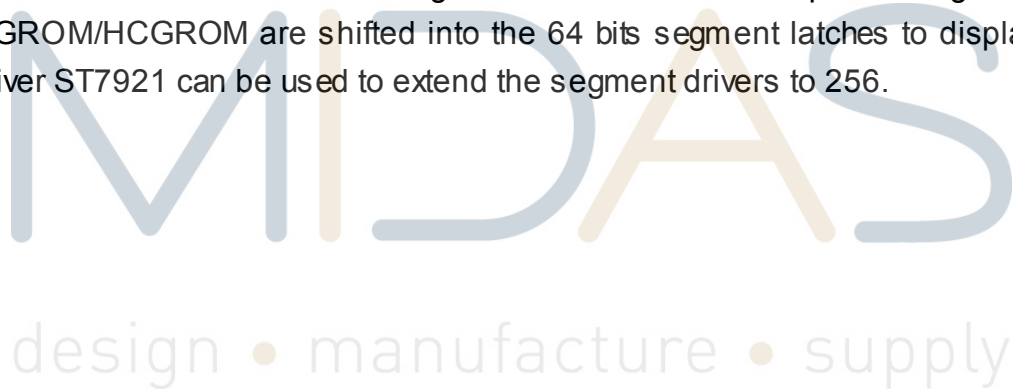 GROM/HCGROM are shifted into the 64 bits segment latches to displa
iver ST7921 can be used to extend the segment drivers to 256.
MIDAS
design • manufacture • supply